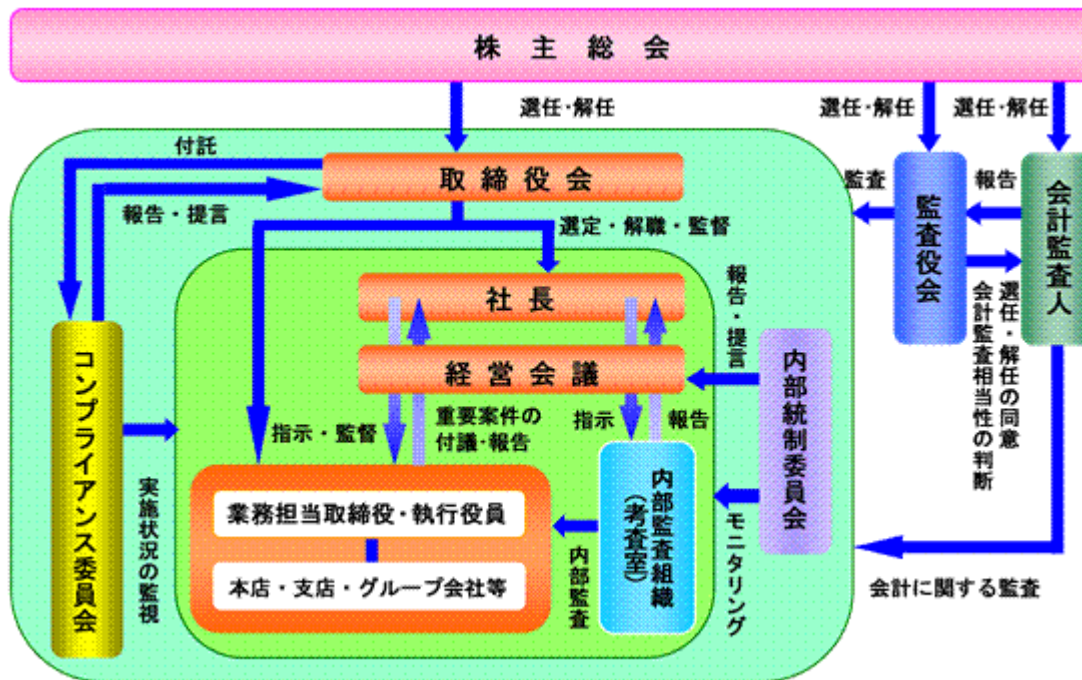 株主総会
選任・解任
選任・解任
選任・解任
付託
取締役会
監査
報告
報告・提言
選定・解職・監督
監査役会
会計監査人
社長
報告・提言
選任・解任の同意
会計監査相当性の判断
コンプライアンス委員会
経営会議
内部統制委員会
指示・監督
重要案件の
付議・報告
指示
報告
実施状況の監視
業務担当取締役・執行役員
内部監査組織
（考査室）
内部監査
モニタリング
本店・支店・グループ会社等
会計に関する監査